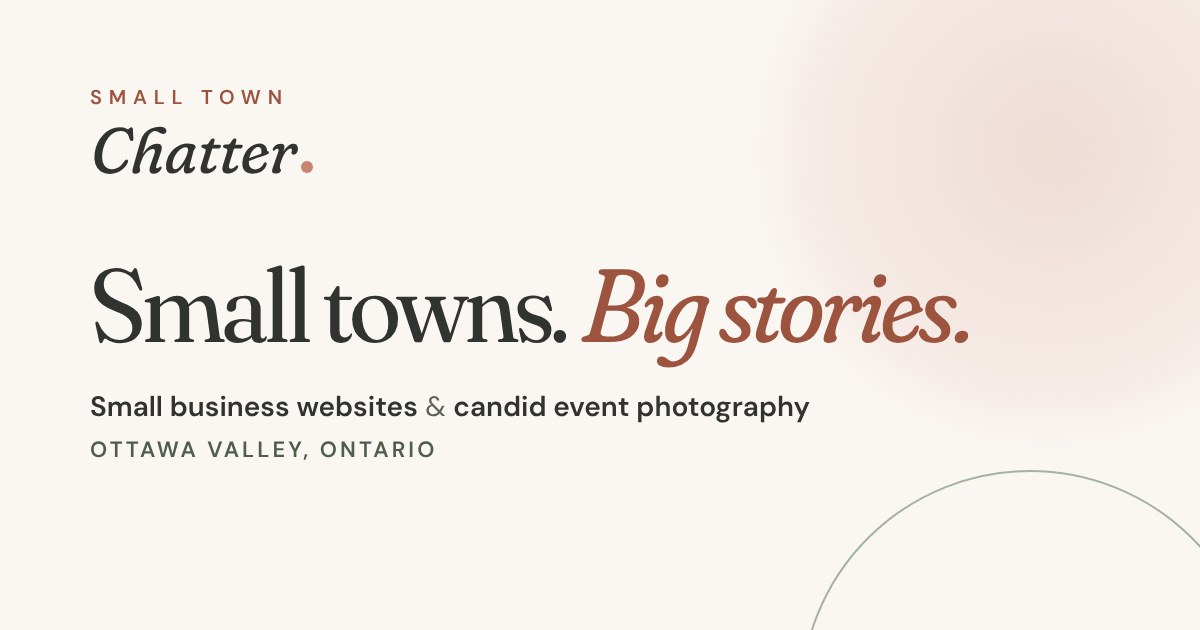 SMALL TOWN
Chatter.
Small towns. Big stories.
Small business websites & candid event photography
OTTAWA VALLEY, ONTARIO